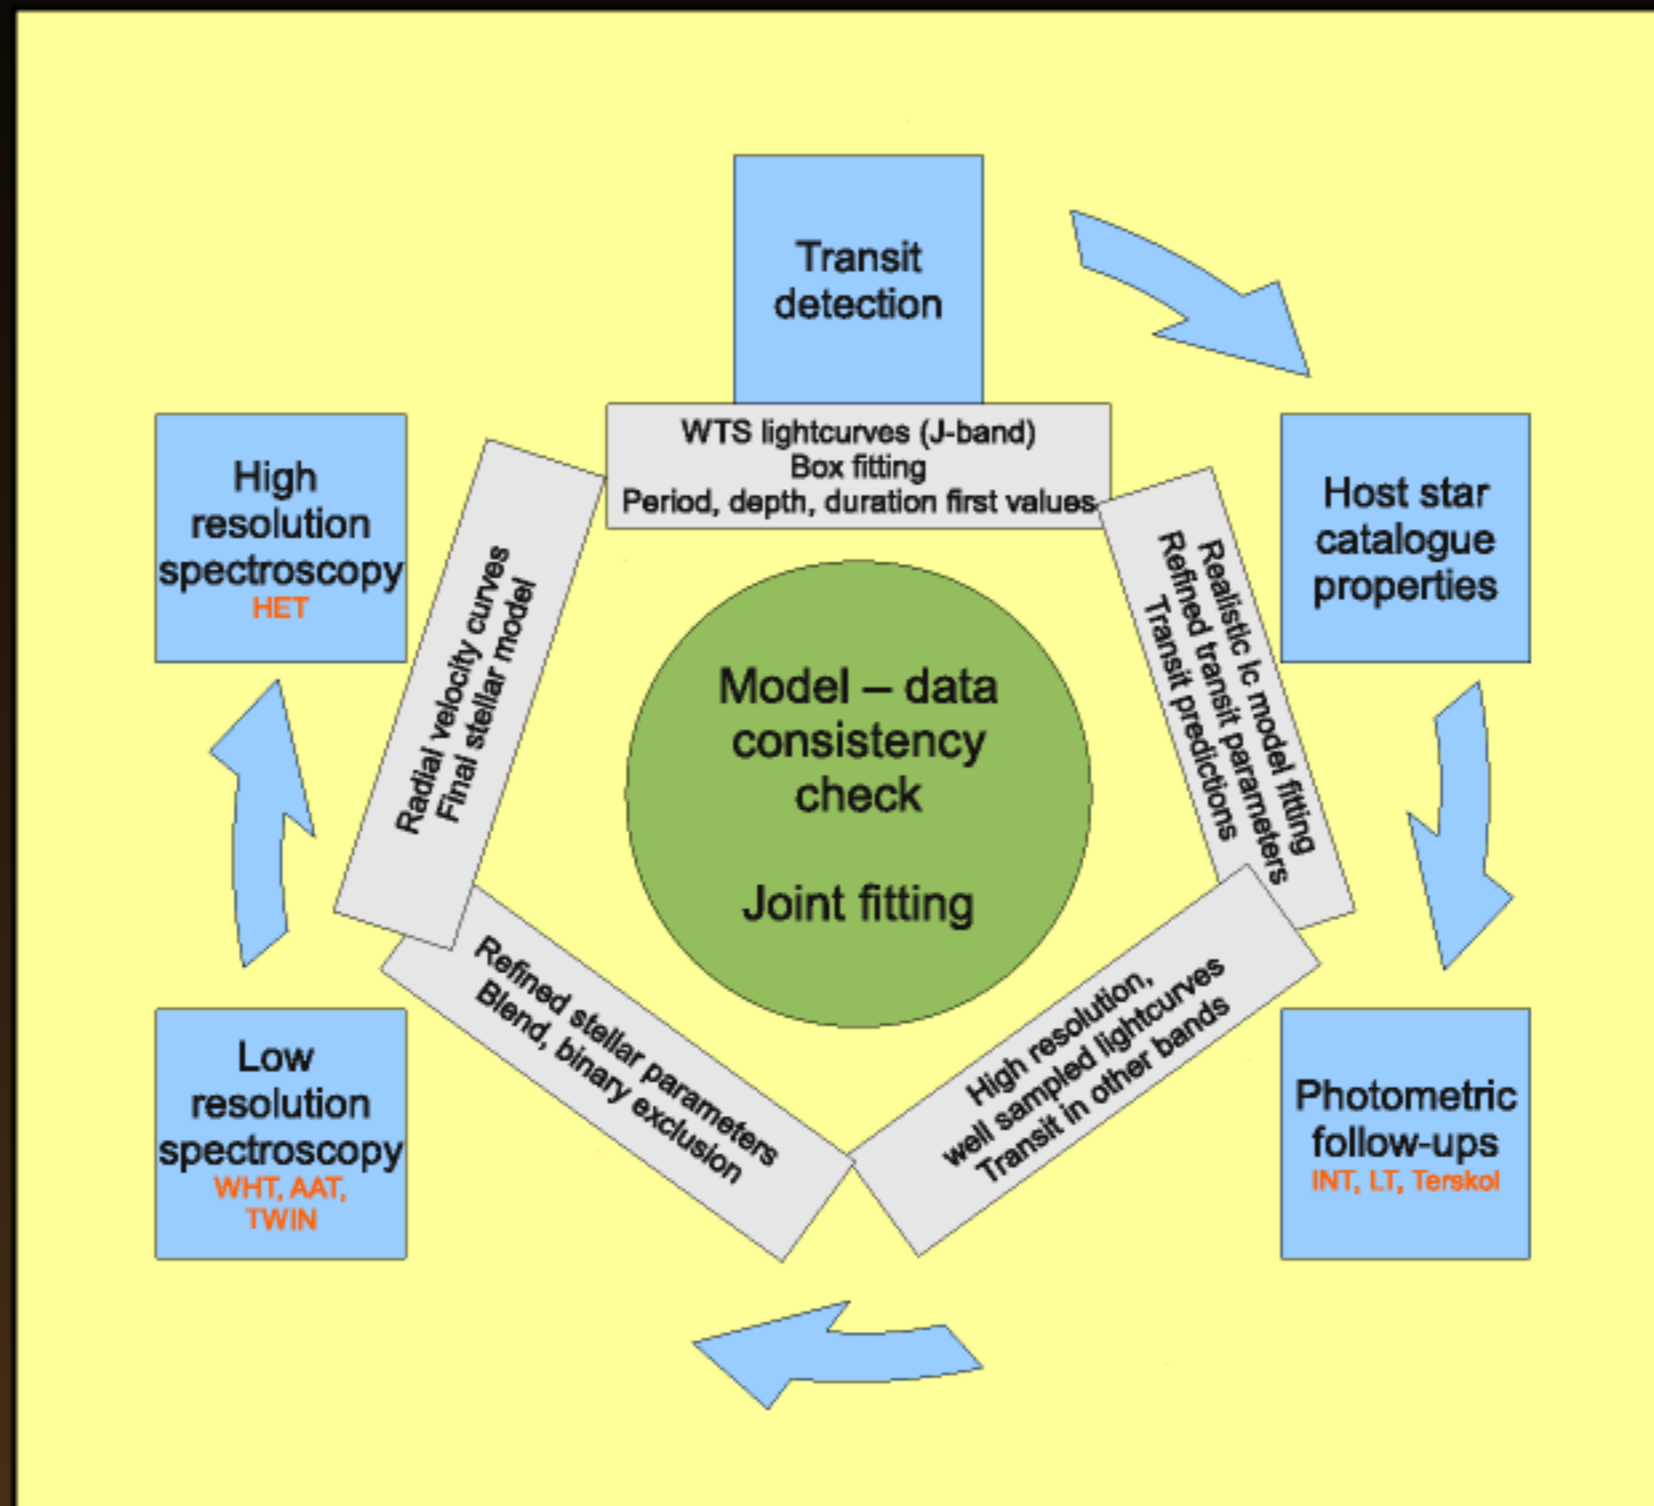 Transit
detection
WTS lightcurves (J-band)
Box fitting
Period, depth, duration first values
Host star
catalogue
properties
Realistic lc model fitting
Refined transit parameters
Transit predictions
Photometric
follow-ups
INT, LT, Terskol
High resolution,
well sampled lightcurves
Transit in other bands
Low
resolution
spectroscopy
WHT, AAT,
TWIN
Refined stellar parameters
Blend, binary exclusion
High
resolution
spectroscopy
HET
Radial velocity curves
Final stellar model
Model – data
consistency
check
Joint fitting